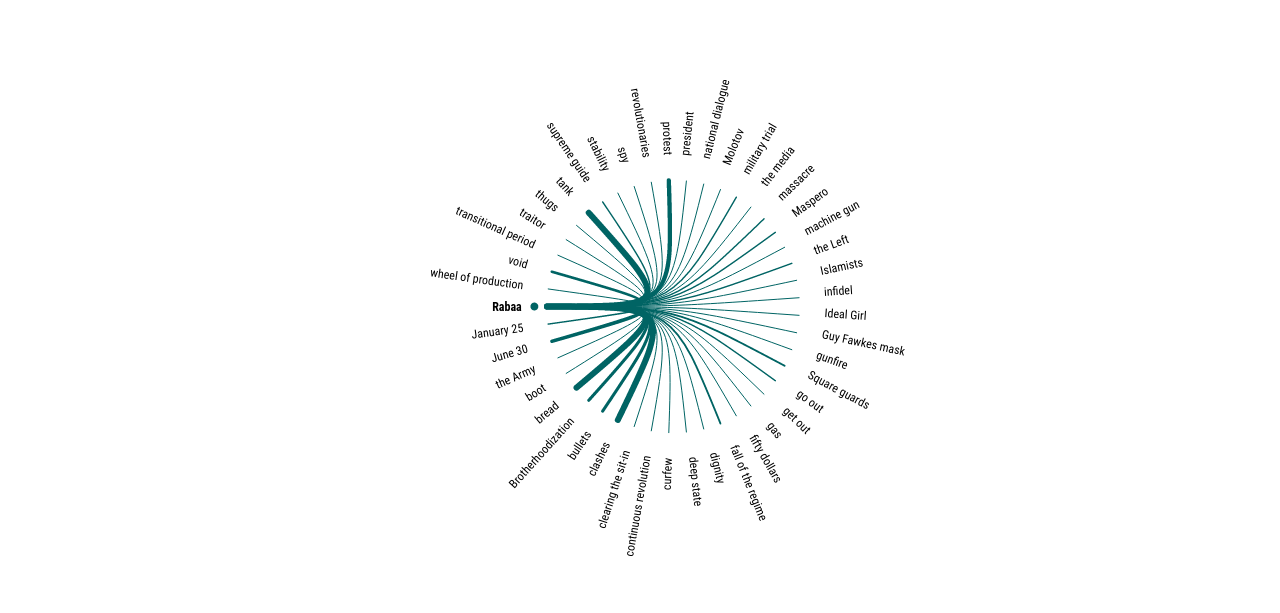 Rabaa
wheel of production
void
transitional period
traitor
thugs
tank
supreme guide
stability
spy
revolutionaries
protest
president
national dialogue
Molotov
military trial
the media
massacre
Maspero
machine gun
the Left
Islamists
infidel
Ideal Girl
Guy Fawkes mask
gunfire
Square guards
go out
get out
gas
fifty dollars
fall of the regime
dignity
deep state
curfew
continuous revolution
clearing the sit-in
clashes
bullets
Brotherhoodization
bread
boot
the Army
June 30
January 25